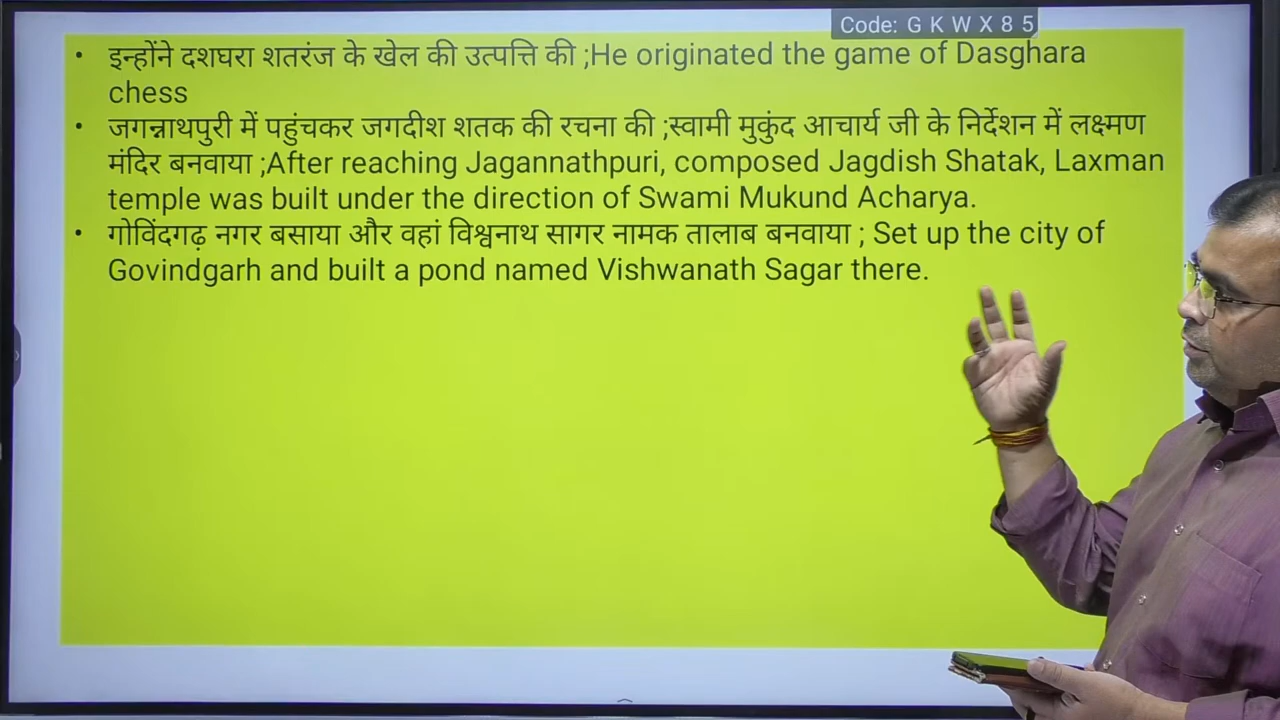 Code: G K W X 8 5
• इन्होंने दशघरा शतरंज के खेल की उत्पत्ति की ;He originated the game of Dasghara
chess
• जगन्नाथपुरी में पहुंचकर जगदीश शतक की रचना की ;स्वामी मुकुंद आचार्य जी के निर्देशन में लक्ष्मण
मंदिर बनवाया ;After reaching Jagannathpuri, composed Jagdish Shatak, Laxman
temple was built under the direction of Swami Mukund Acharya.
• गोविंदगढ़ नगर बसाया और वहां विश्वनाथ सागर नामक तालाब बनवाया ; Set up the city of
Govindgarh and built a pond named Vishwanath Sagar there.